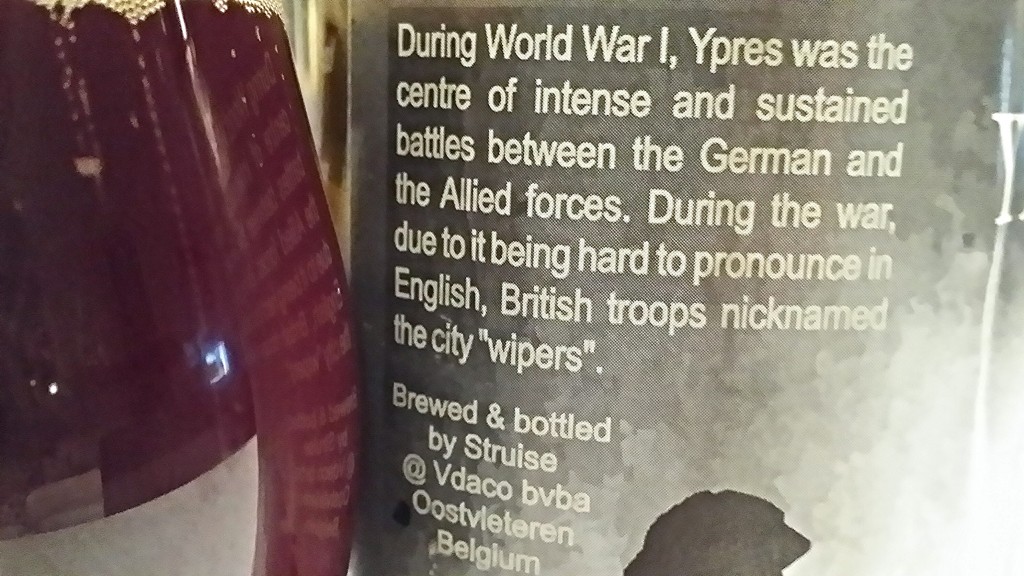 During World War I, Ypres was the
centre of intense and sustained
battles between the German and
the Allied forces. During the war,
due to it being hard to pronounce in
English, British troops nicknamed
the city "wipers".
Brewed & bottled
by Struise
@ Vdaco bvba
Oostvleteren
Belgium